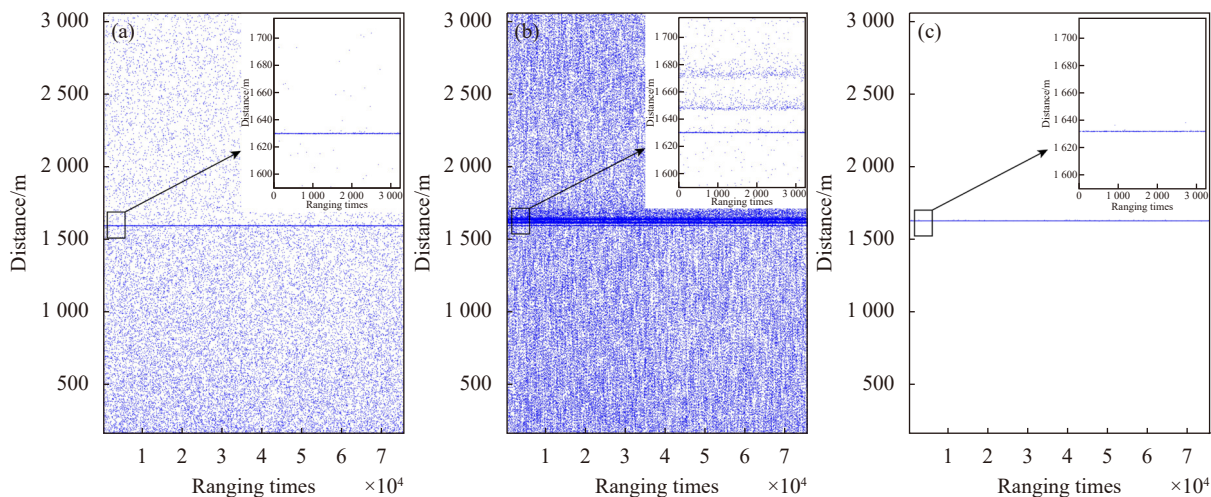 (a)
3 000
2 500
2 000
1 500
1 000
500
Distance/m
1 2 3 4 5 6 7
Ranging times ×10⁴
1 700
1 680
1 660
1 640
1 620
1 600
Distance/m
0 1 000 2 000 3 000
Ranging times
(b)
3 000
2 500
2 000
1 500
1 000
500
Distance/m
1 2 3 4 5 6 7
Ranging times ×10⁴
1 700
1 680
1 660
1 640
1 620
1 600
Distance/m
0 1 000 2 000 3 000
Ranging times
(c)
3 000
2 500
2 000
1 500
1 000
500
Distance/m
1 2 3 4 5 6 7
Ranging times ×10⁴
1 700
1 680
1 660
1 640
1 620
1 600
Distance/m
0 1 000 2 000 3 000
Ranging times